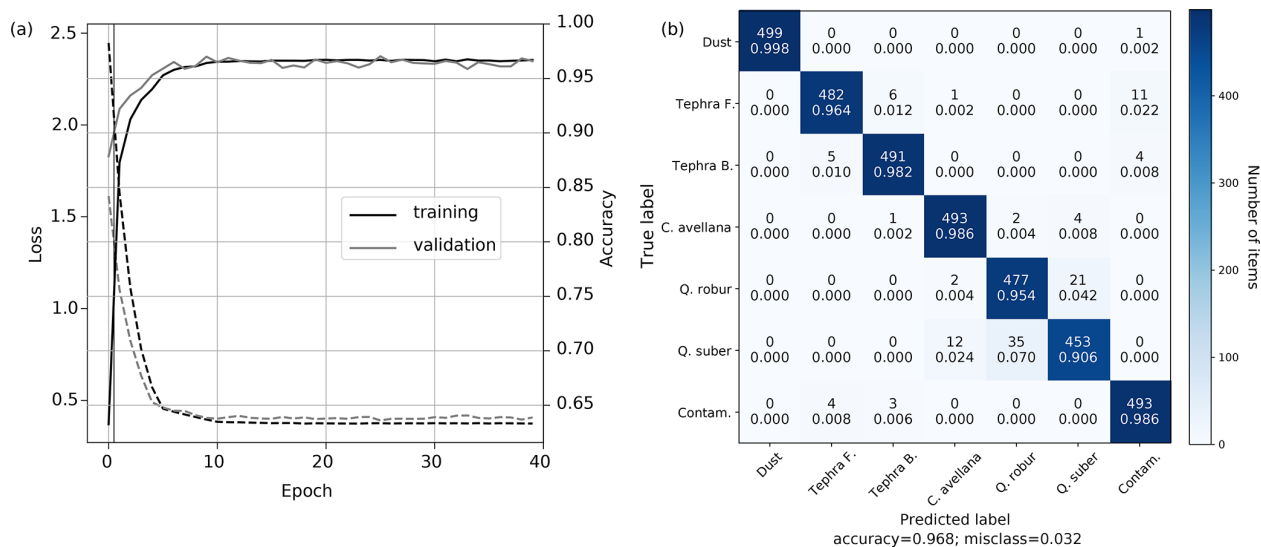 (a)
2.5
2.0
1.5
1.0
0.5
Loss
0
10
20
30
40
Epoch
1.00
0.95
0.90
0.85
0.80
0.75
0.70
0.65
Accuracy
training
validation
(b)
True label
Dust 499 0 0 0 0 0 1
0.998 0.000 0.000 0.000 0.000 0.000 0.002
Tephra F. 0 482 6 1 0 0 11
0.000 0.964 0.012 0.002 0.000 0.000 0.022
Tephra B. 0 5 491 0 0 0 4
0.000 0.010 0.982 0.000 0.000 0.000 0.008
C. avellana 0 0 1 493 2 4 0
0.000 0.000 0.002 0.986 0.004 0.008 0.000
Q. robur 0 0 0 2 477 21 0
0.000 0.000 0.000 0.004 0.954 0.042 0.000
Q. suber 0 0 0 12 35 453 0
0.000 0.000 0.000 0.024 0.070 0.906 0.000
Contam. 0 4 3 0 0 0 493
0.000 0.008 0.006 0.000 0.000 0.000 0.986
Dust
Tephra F.
Tephra B.
C. avellana
Q. robur
Q. suber
Contam.
Predicted label
accuracy=0.968; misclass=0.032
400
300
200
100
0
Number of items